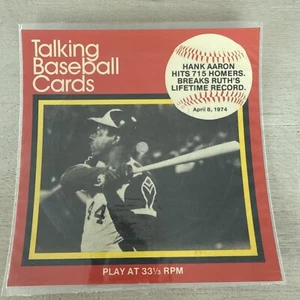 Talking
Baseball
Cards
HANK AARON
HITS 715 HOMERS.
BREAKS RUTH'S
LIFETIME RECORD.
April 8, 1974
44
PLAY AT 33⅓ RPM